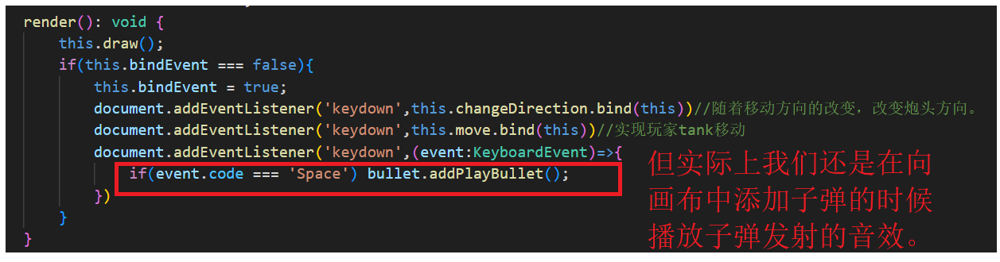 render(): void {
this.draw();
if(this.bindEvent === false){
this.bindEvent = true;
document.addEventListener('keydown',this.changeDirection.bind(this))//随着移动方向的改变，改变炮头方向。
document.addEventListener('keydown',this.move.bind(this))//实现玩家tank移动
document.addEventListener('keydown',(event:KeyboardEvent)=>{
if(event.code === 'Space') bullet.addPlayBullet();
})
}
}
但实际上我们还是在向
画布中添加子弹的时候
播放子弹发射的音效。